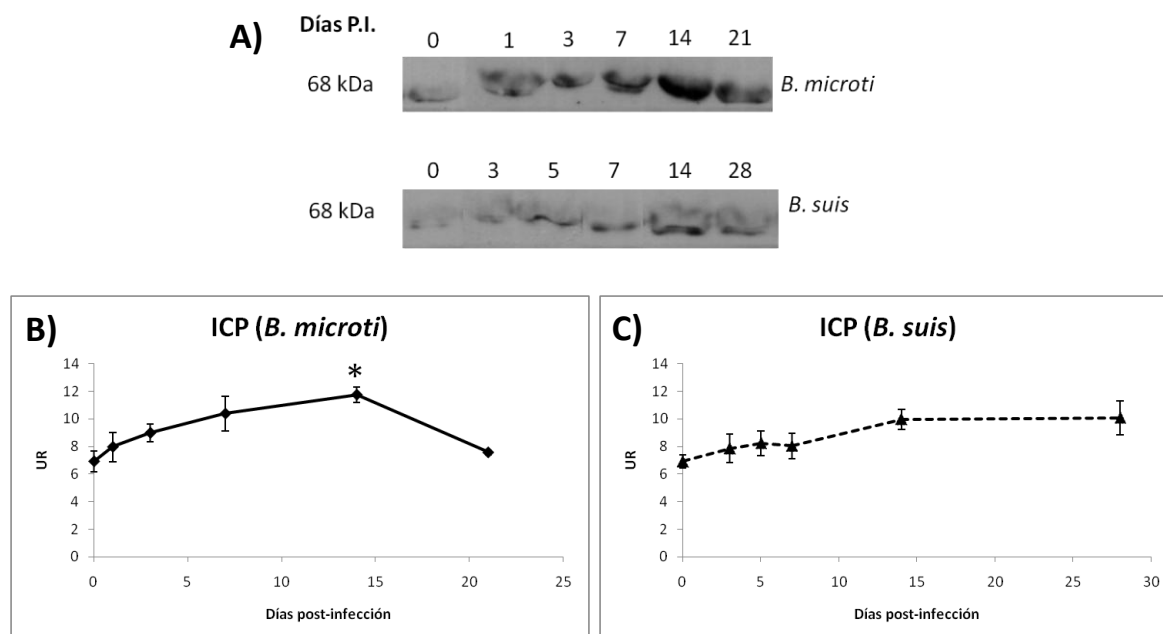 A) Días P.I. 0 1 3 7 14 21
68 kDa B. microti
0 3 5 7 14 28
68 kDa B. suis
B) ICP (B. microti)
*
14
12
10
8
6
4
2
0
UR
0 5 10 15 20 25
Días post-infección
C) ICP (B. suis)
14
12
10
8
6
4
2
0
UR
0 5 10 15 20 25 30
Días post-infección